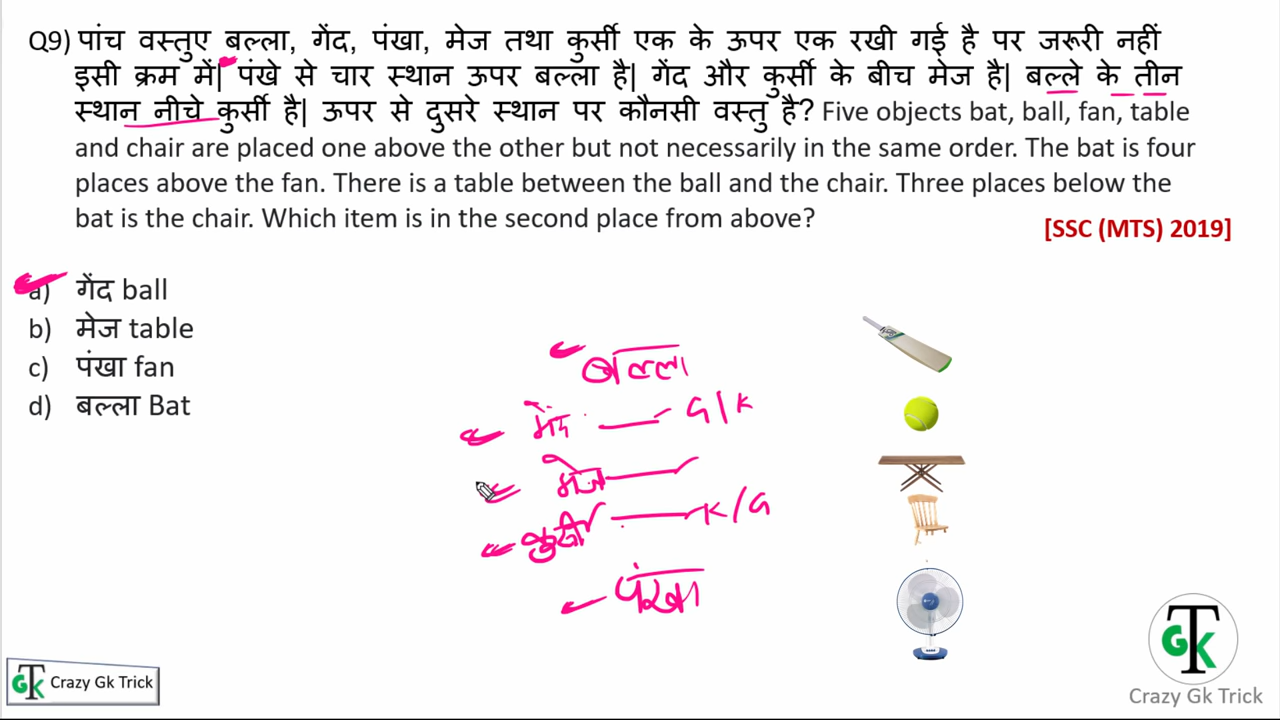 Q9) पांच वस्तुए बल्ला, गेंद, पंखा, मेज तथा कुर्सी एक के ऊपर एक रखी गई है पर जरूरी नहीं
इसी क्रम में| पंखे से चार स्थान ऊपर बल्ला है| गेंद और कुर्सी के बीच मेज है| बल्ले के तीन
स्थान नीचे कुर्सी है| ऊपर से दुसरे स्थान पर कौनसी वस्तु है? Five objects bat, ball, fan, table
and chair are placed one above the other but not necessarily in the same order. The bat is four
places above the fan. There is a table between the ball and the chair. Three places below the
bat is the chair. Which item is in the second place from above?
[SSC (MTS) 2019]
a) गेंद ball
b) मेज table
c) पंखा fan
d) बल्ला Bat
बल्ला
गेंद G/K
मेज
कुर्सी K/G
पंखा
GTK Crazy Gk Trick
GTK
Crazy Gk Trick